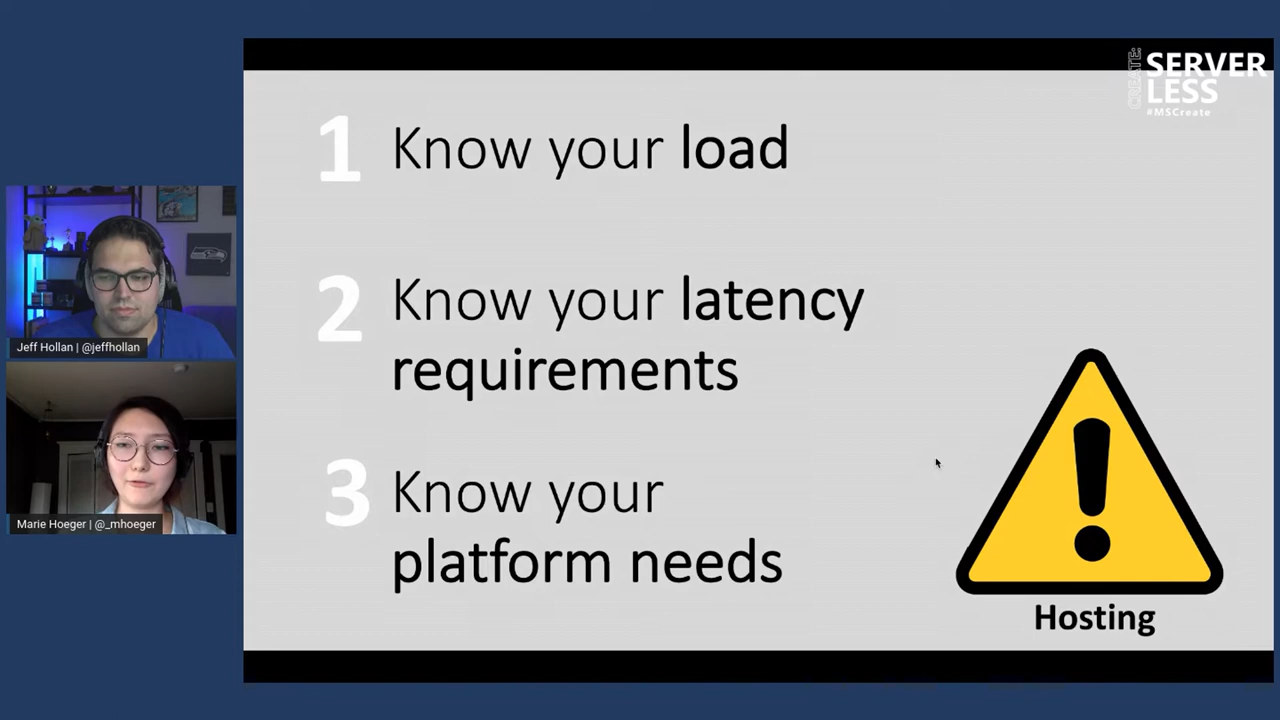 CREATE:
SERVER
LESS
#MSCreate
1 Know your load
2 Know your latency
requirements
3 Know your
platform needs
Hosting
Jeff Hollan | @jeffhollan
Marie Hoeger | @_mhoeger